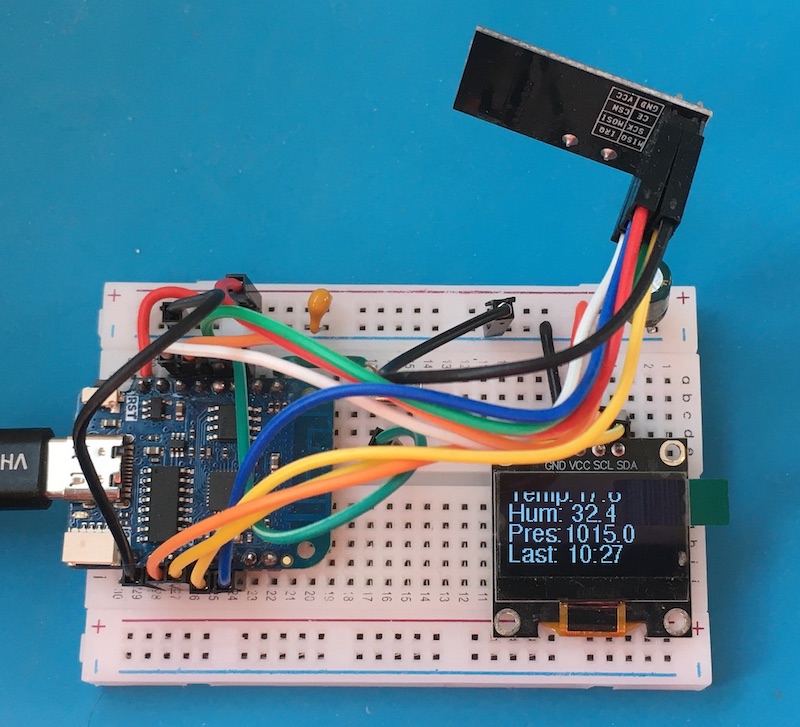 GND VCC
CSN CE
MOSI SCK
IRQ MISO
RST
VH
GND VCC SCL SDA
Temp: 17.6
Hum: 32.4
Pres: 1015.0
Last: 10:27